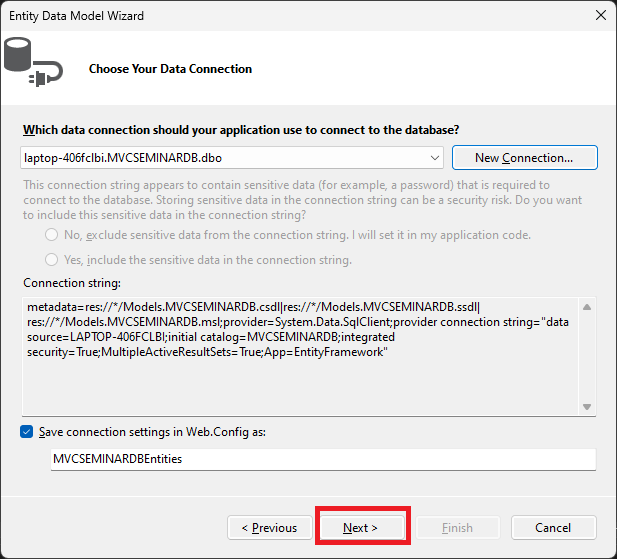 Entity Data Model Wizard
Choose Your Data Connection
Which data connection should your application use to connect to the database?
laptop-406fclbi.MVCSEMINARDB.dbo
New Connection...
This connection string appears to contain sensitive data (for example, a password) that is required to
connect to the database. Storing sensitive data in the connection string can be a security risk. Do you want
to include this sensitive data in the connection string?
No, exclude sensitive data from the connection string. I will set it in my application code.
Yes, include the sensitive data in the connection string.
Connection string:
metadata=res://*/Models.MVCSEMINARDB.csdl|res://*/Models.MVCSEMINARDB.ssdl|
res://*/Models.MVCSEMINARDB.msl;provider=System.Data.SqlClient;provider connection string="data
source=LAPTOP-406FCLBI;initial catalog=MVCSEMINARDB;integrated
security=True;MultipleActiveResultSets=True;App=EntityFramework"
Save connection settings in Web.Config as:
MVCSEMINARDBEntities
< Previous
Next >
Finish
Cancel